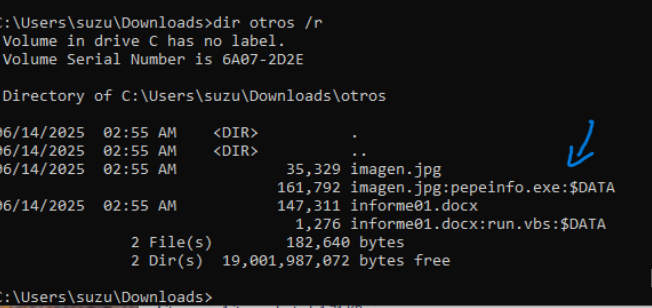 C:\Users\suzu\Downloads>dir otros /r
Volume in drive C has no label.
Volume Serial Number is 6A07-2D2E
Directory of C:\Users\suzu\Downloads\otros
06/14/2025 02:55 AM <DIR> .
06/14/2025 02:55 AM <DIR> ..
06/14/2025 02:55 AM 35,329 imagen.jpg
161,792 imagen.jpg:pepeinfo.exe:$DATA
06/14/2025 02:55 AM 147,311 informe01.docx
1,276 informe01.docx:run.vbs:$DATA
2 File(s) 182,640 bytes
2 Dir(s) 19,001,987,072 bytes free
C:\Users\suzu\Downloads>